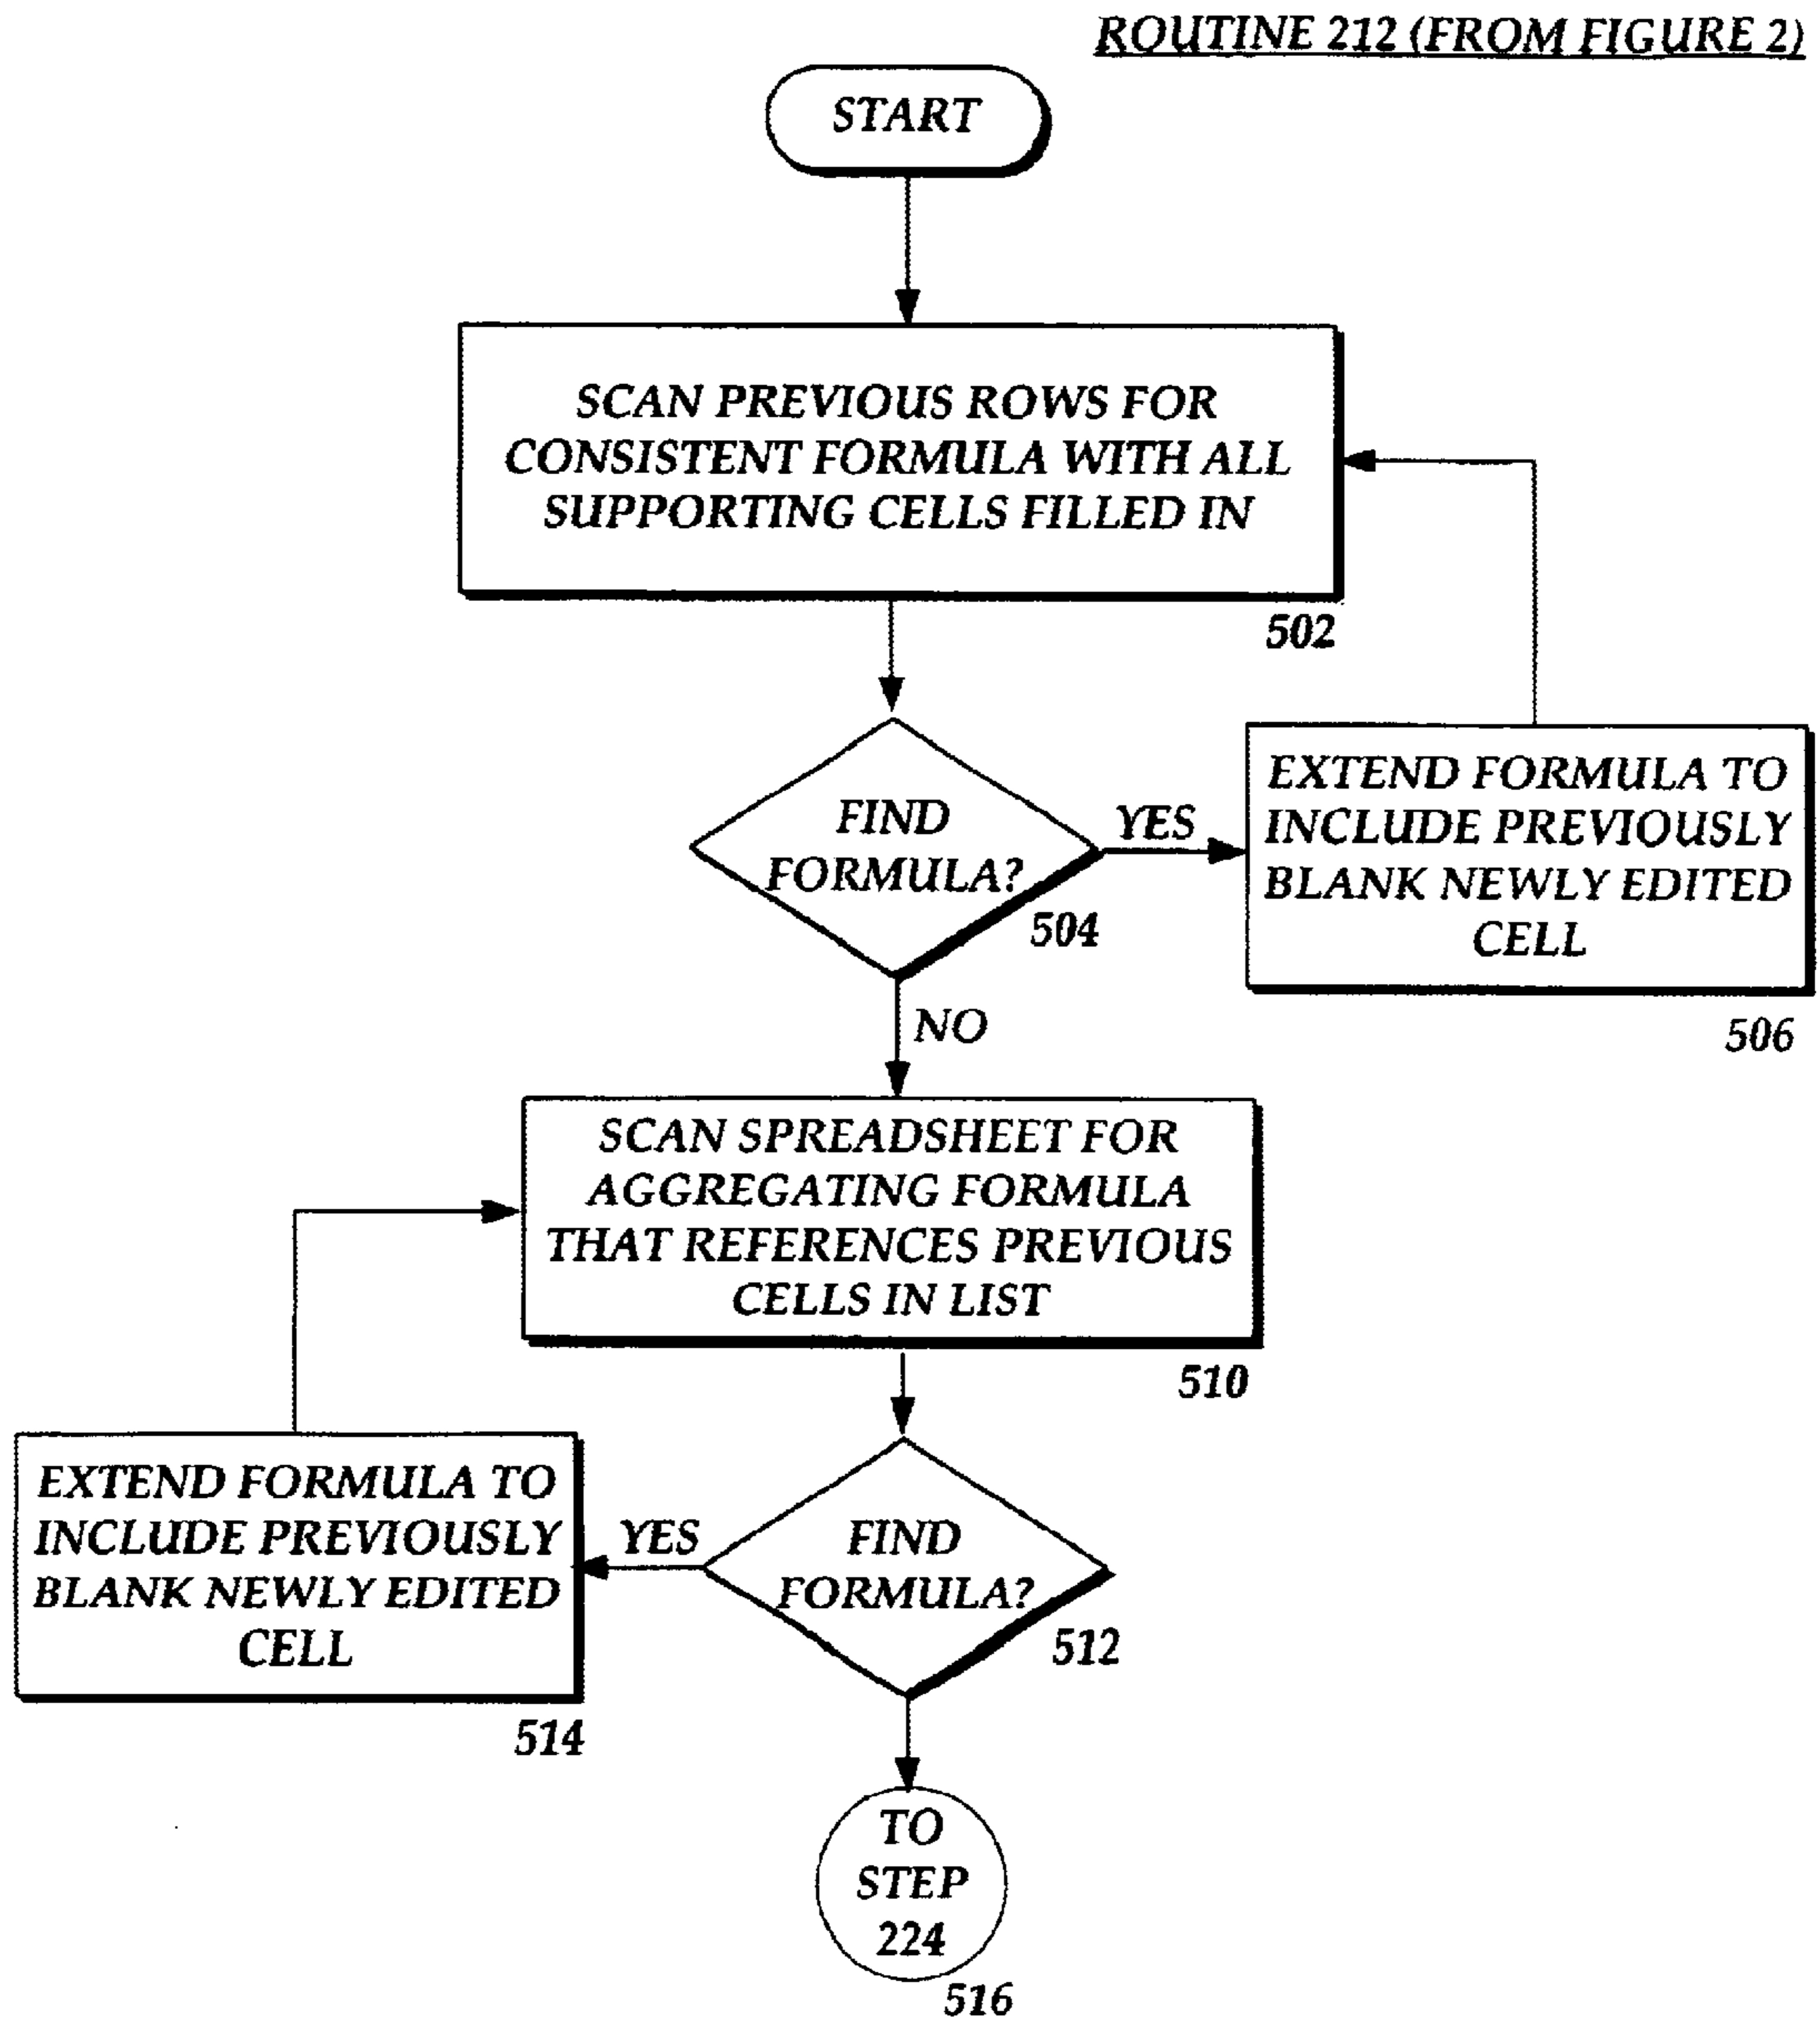 ROUTINE 212 (FROM FIGURE 2)
START
SCAN PREVIOUS ROWS FOR
CONSISTENT FORMULA WITH ALL
SUPPORTING CELLS FILLED IN
502
FIND
FORMULA?
504
YES
EXTEND FORMULA TO
INCLUDE PREVIOUSLY
BLANK NEWLY EDITED
CELL
506
NO
SCAN SPREADSHEET FOR
AGGREGATING FORMULA
THAT REFERENCES PREVIOUS
CELLS IN LIST
510
FIND
FORMULA?
512
YES
EXTEND FORMULA TO
INCLUDE PREVIOUSLY
BLANK NEWLY EDITED
CELL
514
TO
STEP
224
516